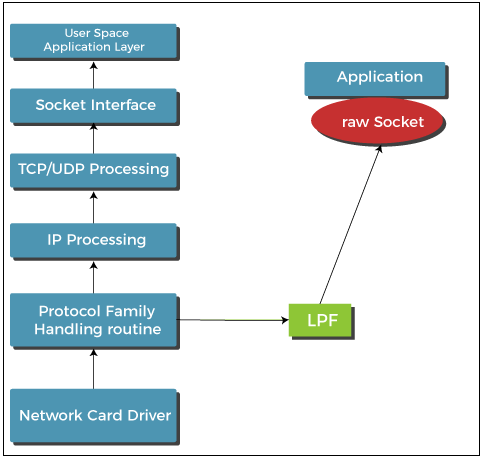 User Space
Application Layer
Socket Interface
TCP/UDP Processing
IP Processing
Protocol Family
Handling routine
Network Card Driver
Application
raw Socket
LPF